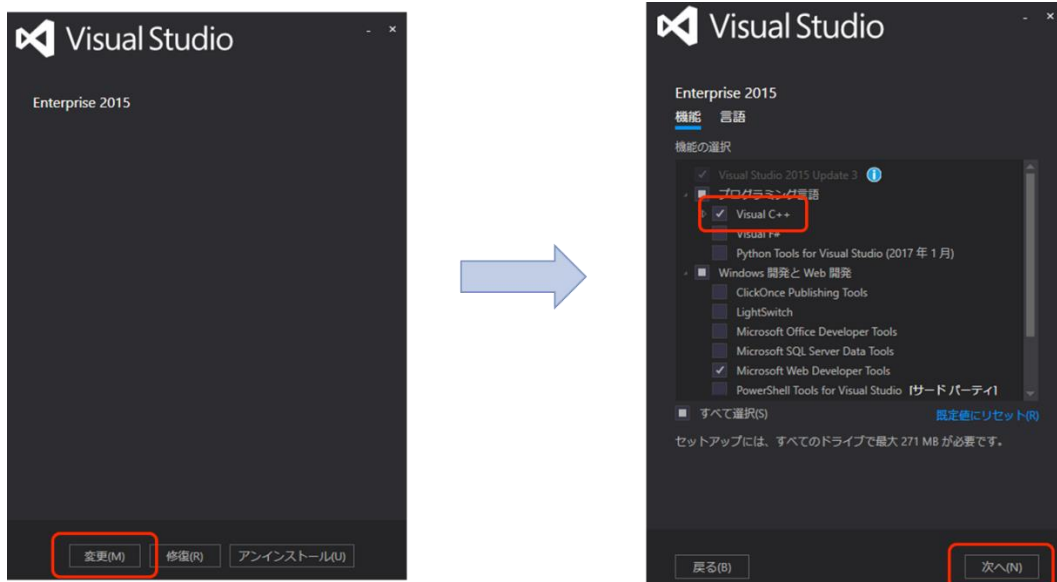 Visual Studio
Enterprise 2015
変更(M)
修復(R)
アンインストール(U)
Visual Studio
Enterprise 2015
機能 言語
機能の選択
Visual Studio 2015 Update 3
プログラミング言語
Visual C++
Visual F#
Python Tools for Visual Studio (2017 年 1 月)
Windows 開発と Web 開発
ClickOnce Publishing Tools
LightSwitch
Microsoft Office Developer Tools
Microsoft SQL Server Data Tools
Microsoft Web Developer Tools
PowerShell Tools for Visual Studio [サード パーティ]
すべて選択(S) 既定値にリセット(R)
セットアップには、すべてのドライブで最大 271 MB が必要です。
戻る(B) 次へ(N)